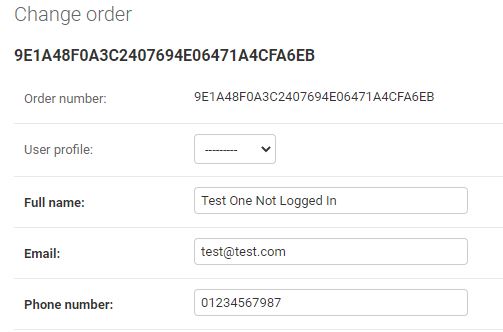 Change order
9E1A48F0A3C2407694E06471A4CFA6EB
Order number: 9E1A48F0A3C2407694E06471A4CFA6EB
User profile: ---------
Full name: Test One Not Logged In
Email: test@test.com
Phone number: 01234567987